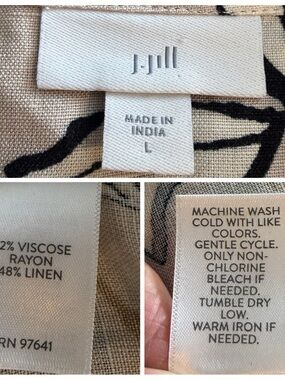 J.Jill
MADE IN
INDIA
L
2% VISCOSE
RAYON
48% LINEN
RN 97641
MACHINE WASH
COLD WITH LIKE
COLORS.
GENTLE CYCLE.
ONLY NON-
CHLORINE
BLEACH IF
NEEDED.
TUMBLE DRY
LOW.
WARM IRON IF
NEEDED.